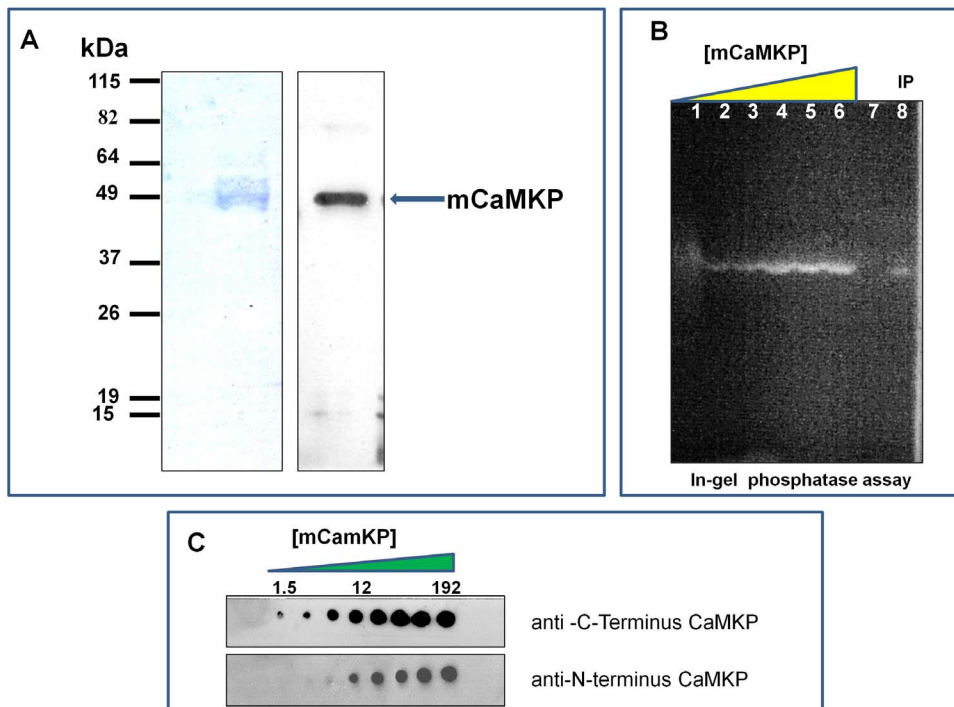 A
kDa
115
82
64
49
37
26
19
15
mCaMKP
B
[mCaMKP]
IP
1 2 3 4 5 6 7 8
In-gel phosphatase assay
C
[mCamKP]
1.5 12 192
anti -C-Terminus CaMKP
anti-N-terminus CaMKP